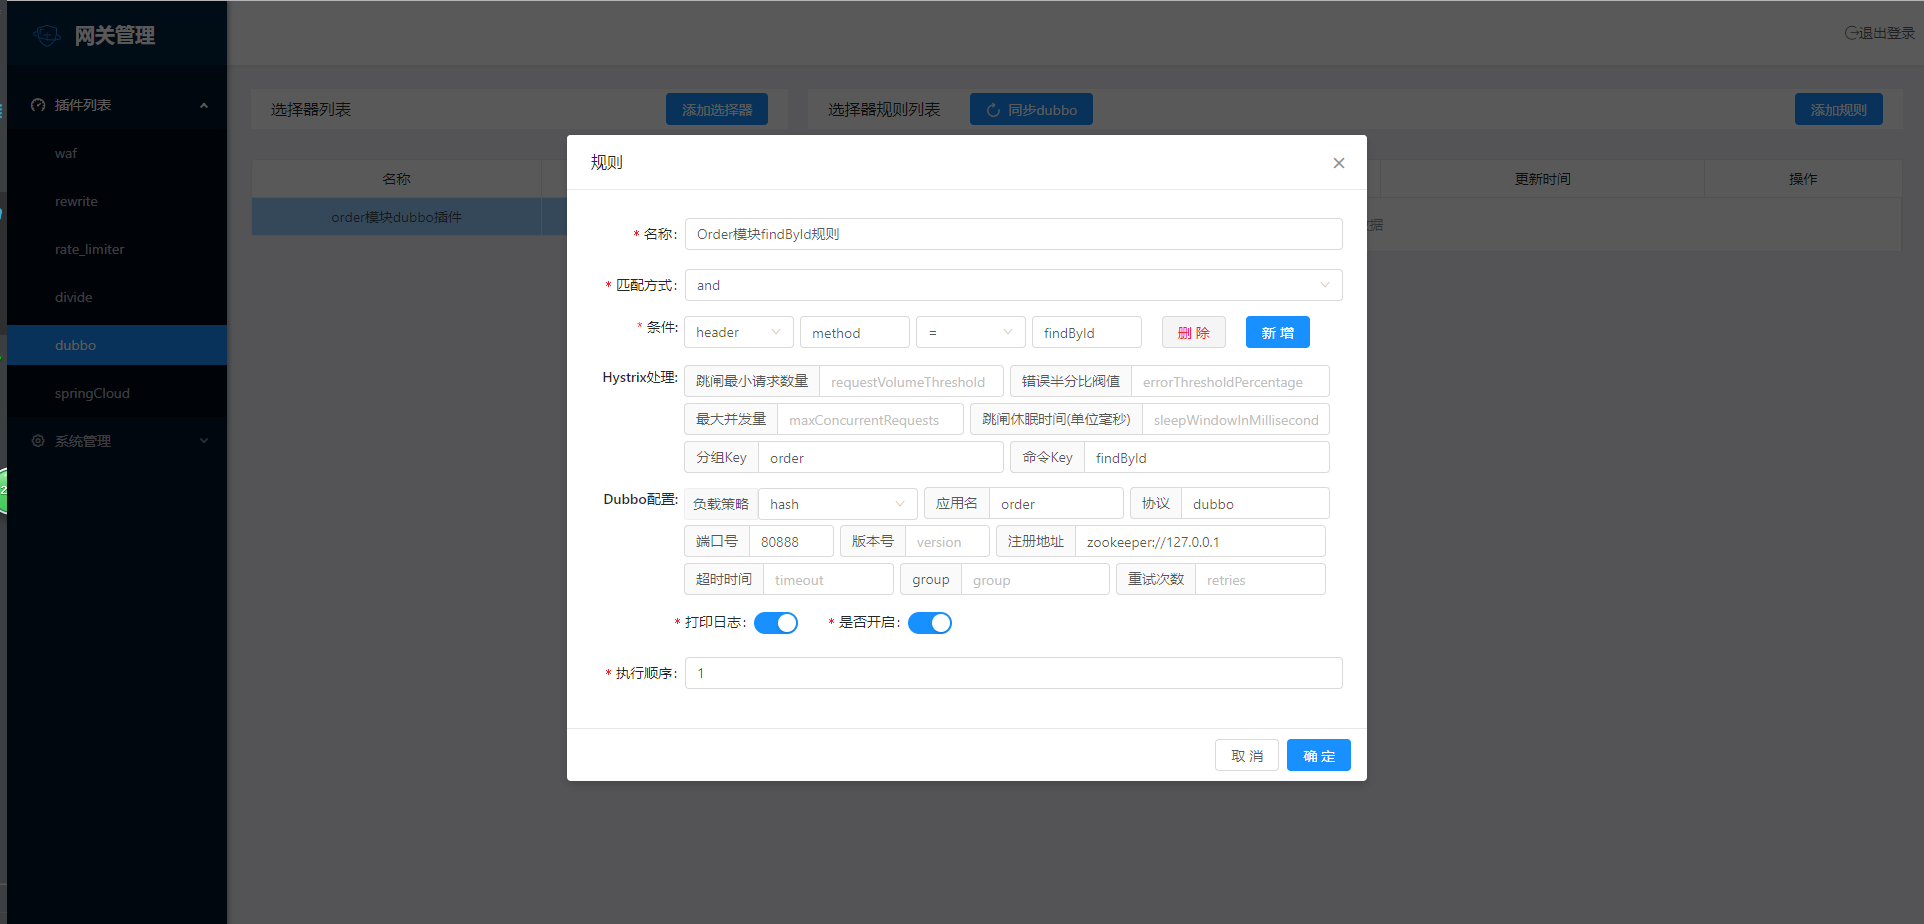 网关管理
退出登录
插件列表
waf
rewrite
rate_limiter
divide
dubbo
springCloud
系统管理
选择器列表
添加选择器
选择器规则列表
同步dubbo
添加规则
名称
更新时间
操作
order模块dubbo插件
据
规则
* 名称: Order模块findById规则
* 匹配方式: and
* 条件: header method = findById 删 除 新 增
Hystrix处理: 跳闸最小请求数量 requestVolumeThreshold 错误半分比阀值 errorThresholdPercentage
最大并发量 maxConcurrentRequests 跳闸休眠时间(单位毫秒) sleepWindowInMillisecond
分组Key order 命令Key findById
Dubbo配置: 负载策略 hash 应用名 order 协议 dubbo
端口号 80888 版本号 version 注册地址 zookeeper://127.0.0.1
超时时间 timeout group group 重试次数 retries
* 打印日志: * 是否开启:
* 执行顺序: 1
取 消 确 定
2